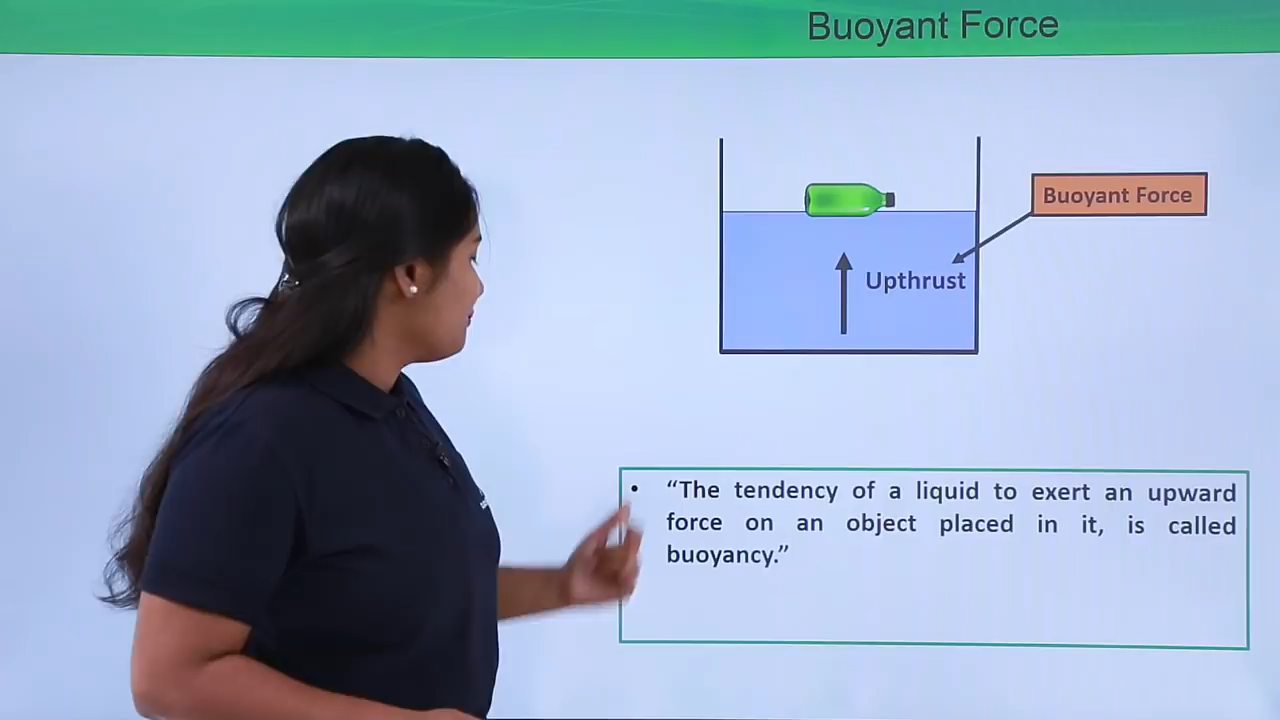 Buoyant Force
Buoyant Force
Upthrust
• “The tendency of a liquid to exert an upward
force on an object placed in it, is called
buoyancy.”